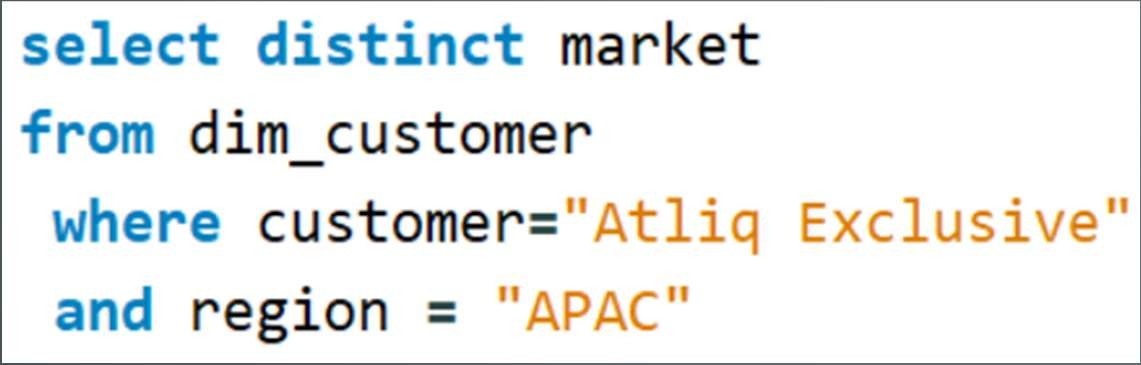 select distinct market
from dim_customer
where customer="Atliq Exclusive"
and region = "APAC"